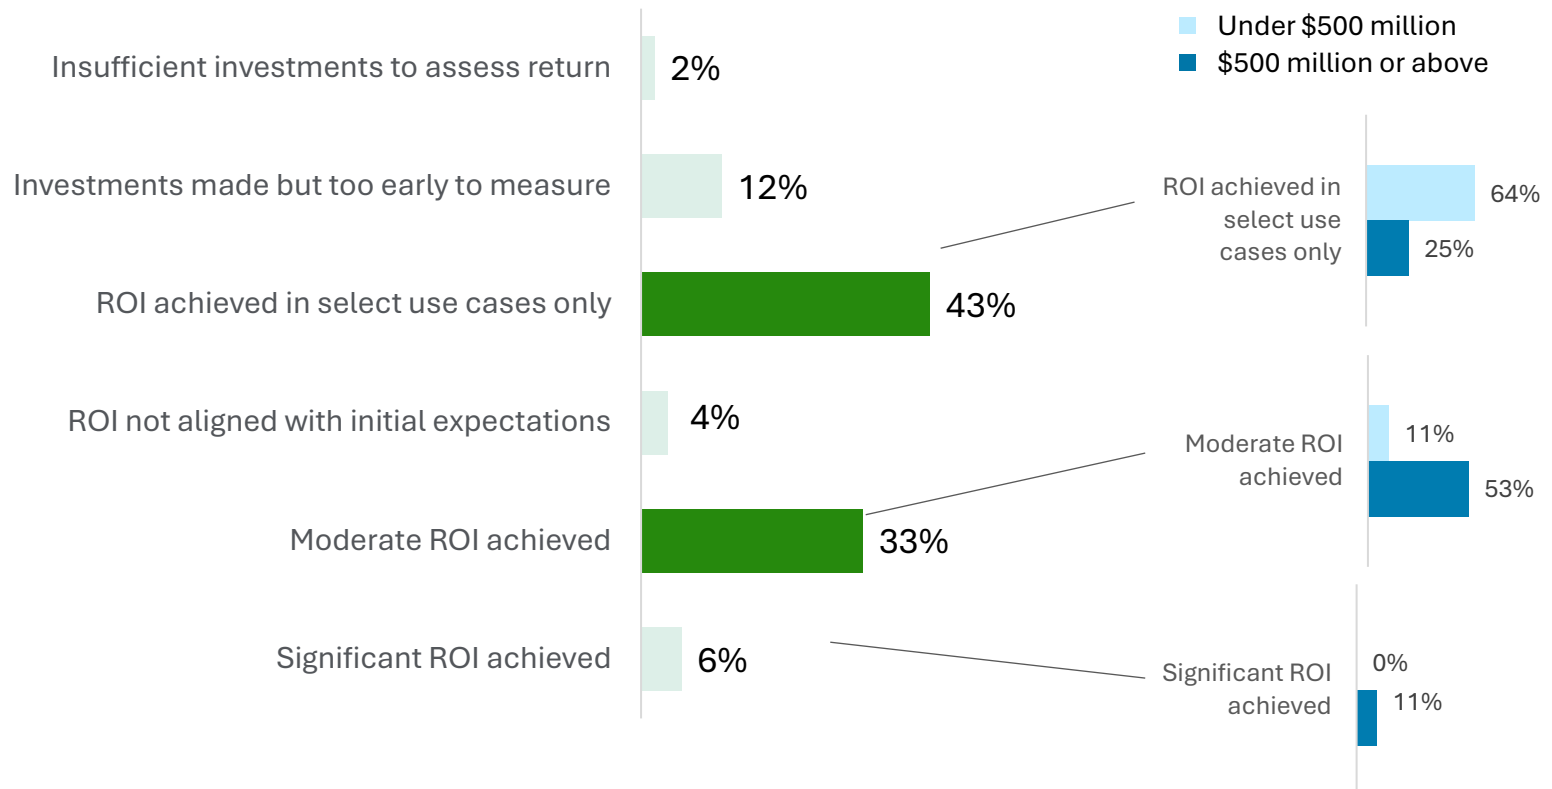 Under $500 million
$500 million or above
Insufficient investments to assess return
2%
Investments made but too early to measure
12%
ROI achieved in select use cases only
43%
ROI not aligned with initial expectations
4%
Moderate ROI achieved
33%
Significant ROI achieved
6%
ROI achieved in
select use
cases only
64%
25%
Moderate ROI
achieved
11%
53%
Significant ROI
achieved
0%
11%